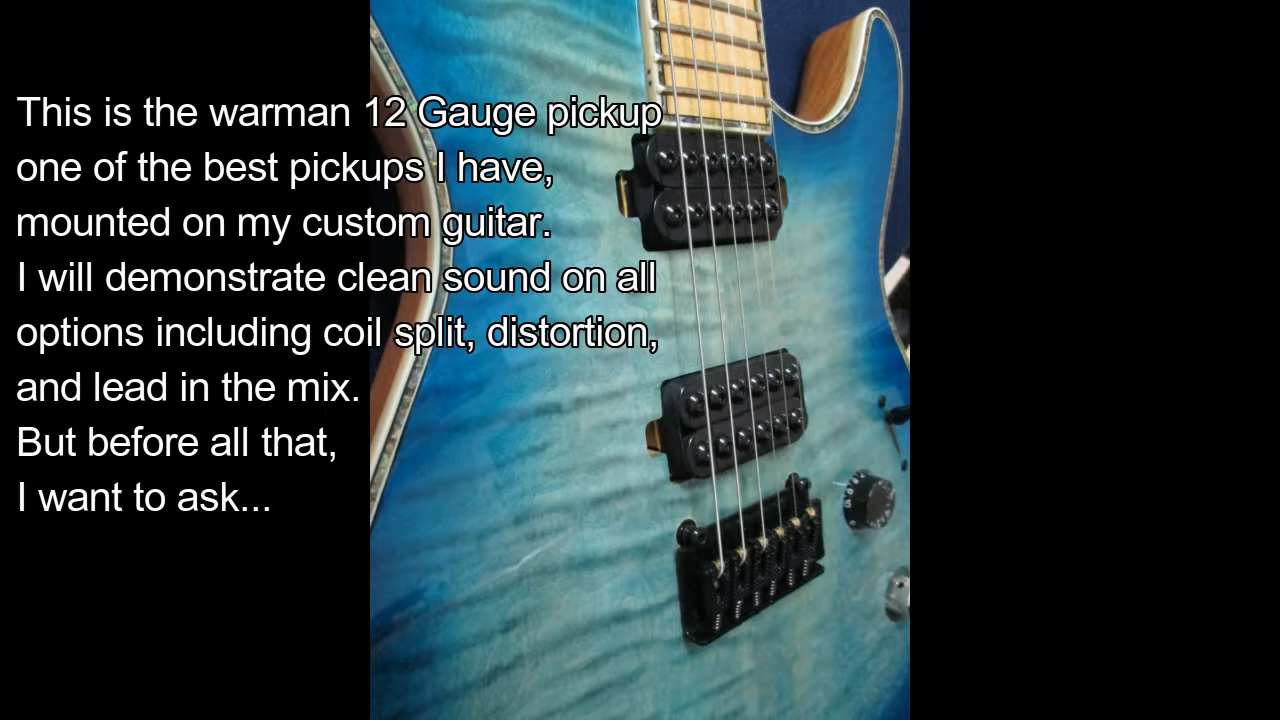 This is the warman 12 Gauge pickup
one of the best pickups I have,
mounted on my custom guitar.
I will demonstrate clean sound on all
options including coil split, distortion,
and lead in the mix.
But before all that,
I want to ask...